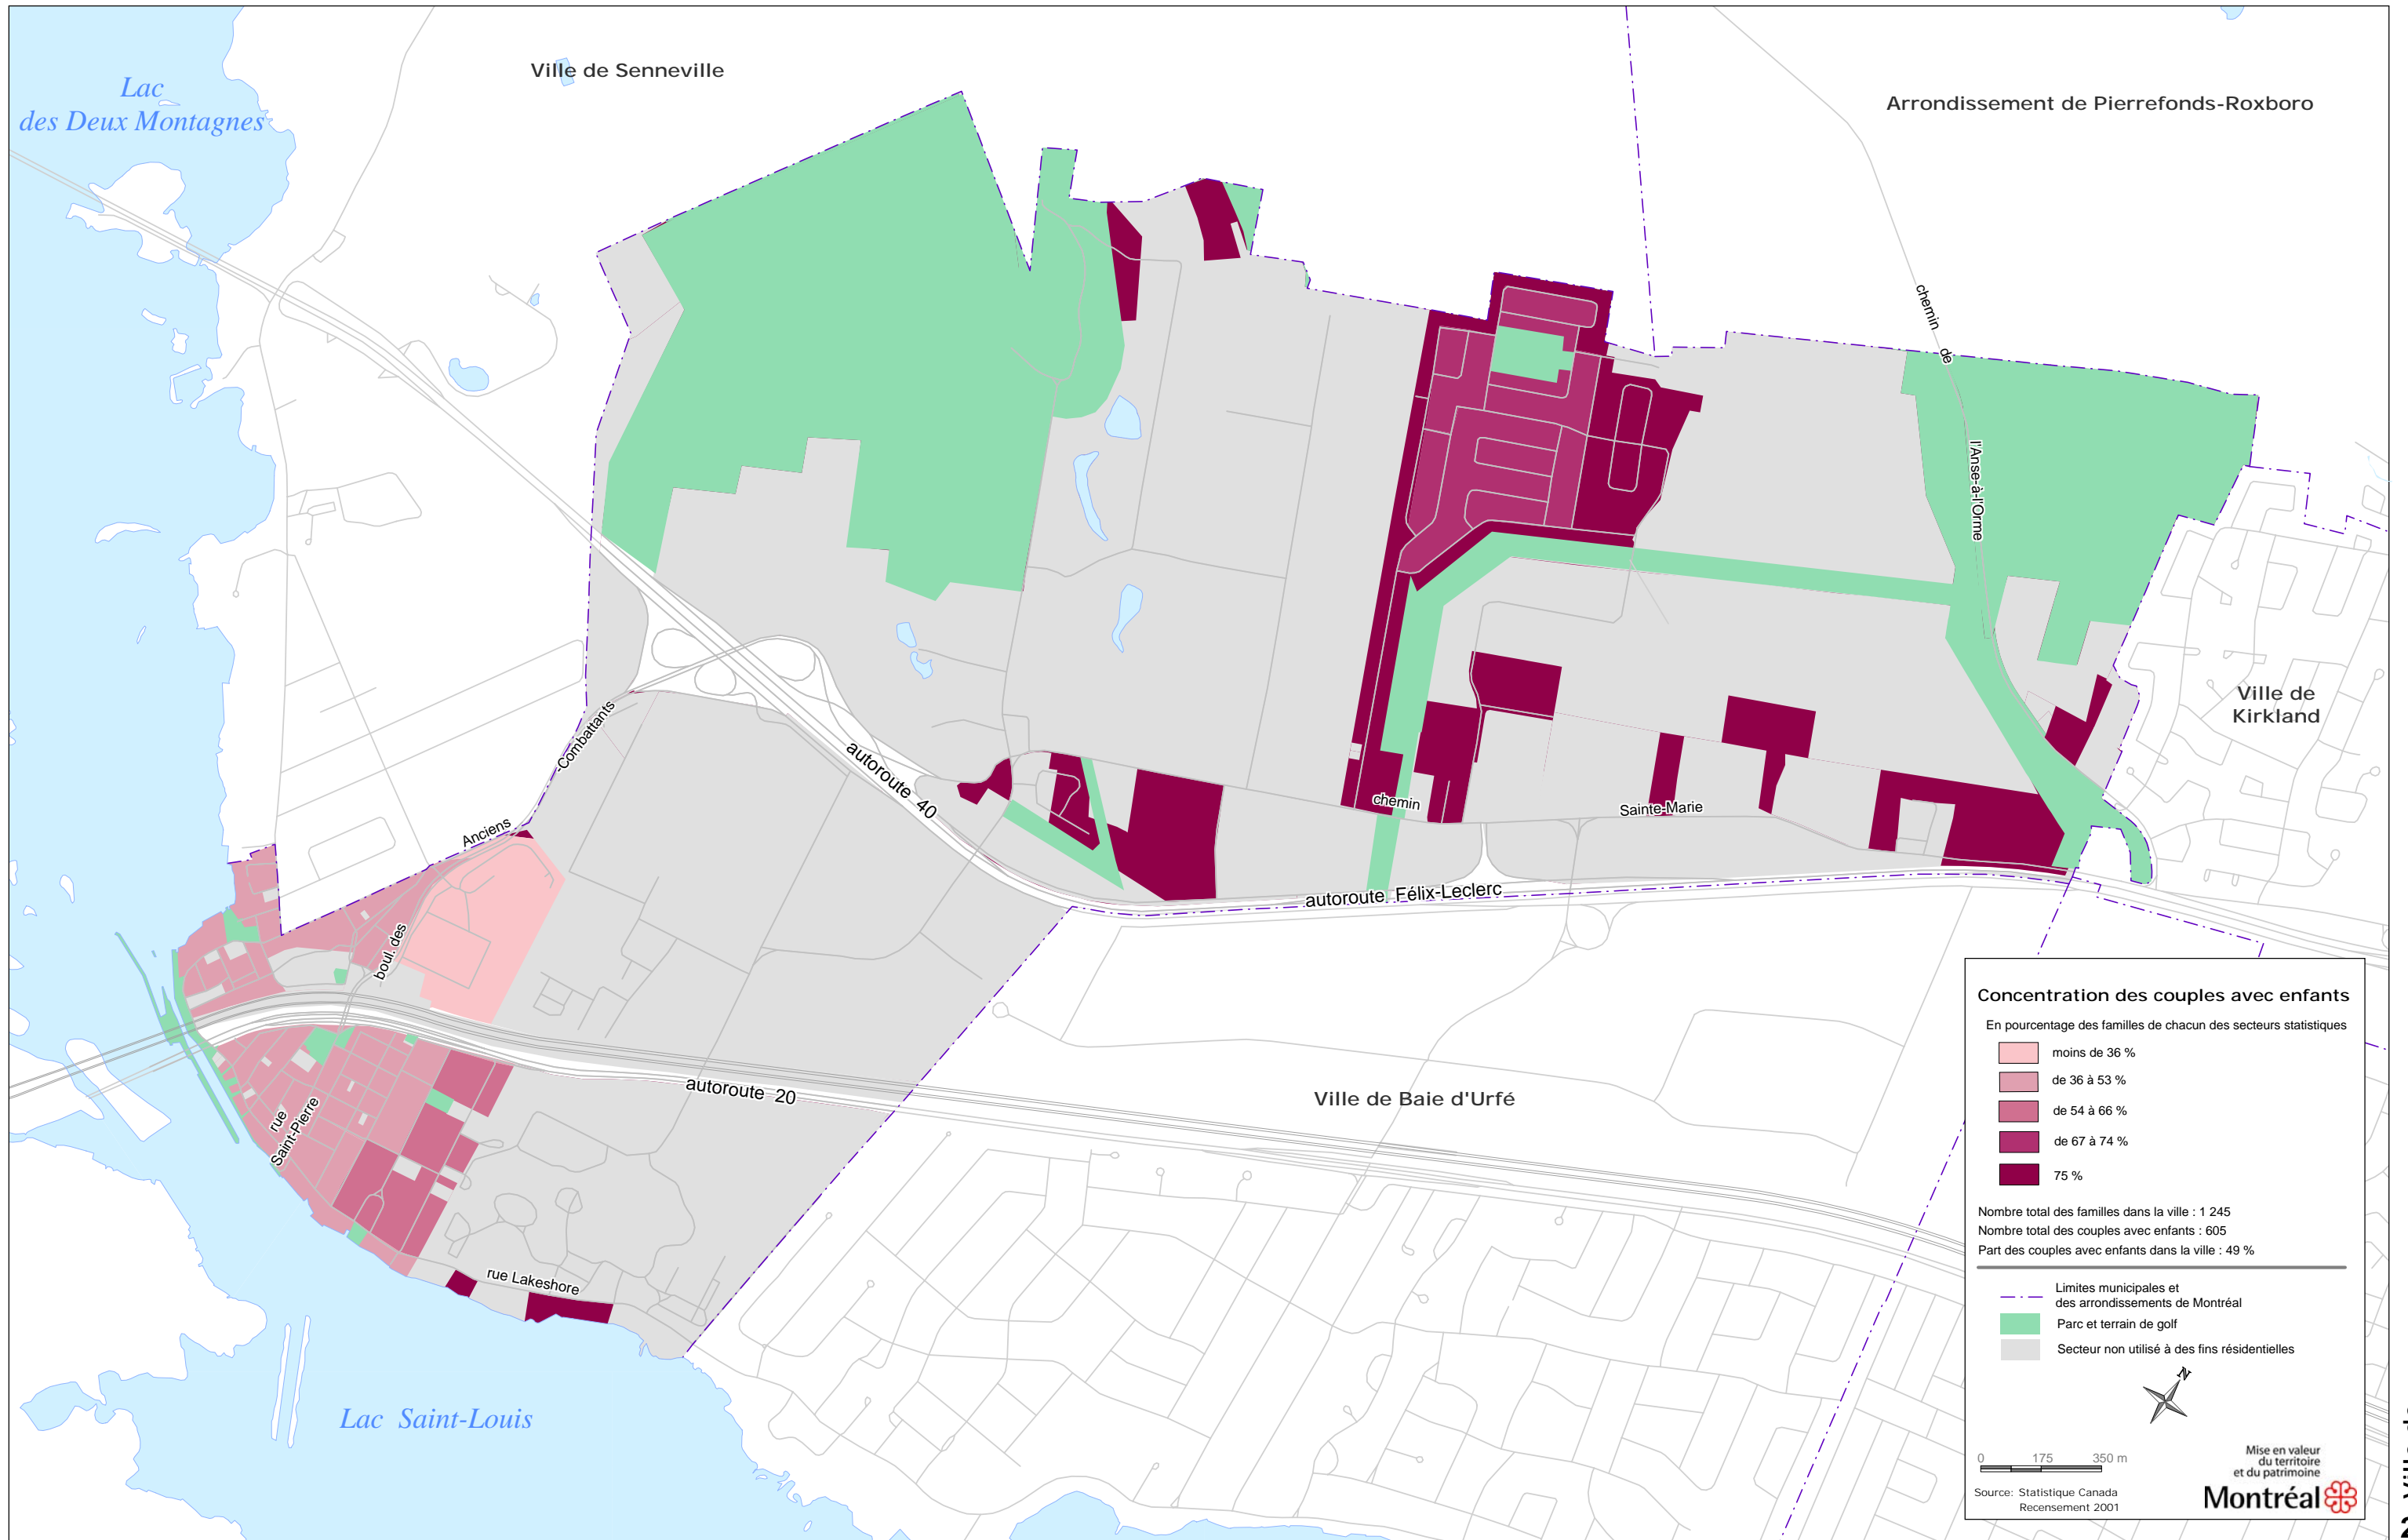 Lac
des Deux Montagnes
Ville de Senneville
Arrondissement de Pierrefonds-Roxboro
chemin
de
l'Anse-à-l'Orme
Ville de
Kirkland
-Combattants
Anciens
boul. des
autoroute 40
chemin
Sainte-Marie
autoroute Félix-Leclerc
autoroute 20
rue
Saint-Pierre
rue Lakeshore
Ville de Baie d'Urfé
Lac Saint-Louis
Concentration des couples avec enfants
En pourcentage des familles de chacun des secteurs statistiques
moins de 36 %
de 36 à 53 %
de 54 à 66 %
de 67 à 74 %
75 %
Nombre total des familles dans la ville : 1 245
Nombre total des couples avec enfants : 605
Part des couples avec enfants dans la ville : 49 %
Limites municipales et
des arrondissements de Montréal
Parc et terrain de golf
Secteur non utilisé à des fins résidentielles
N
0 175 350 m
Source: Statistique Canada
Recensement 2001
Mise en valeur
du territoire
et du patrimoine
Montréal